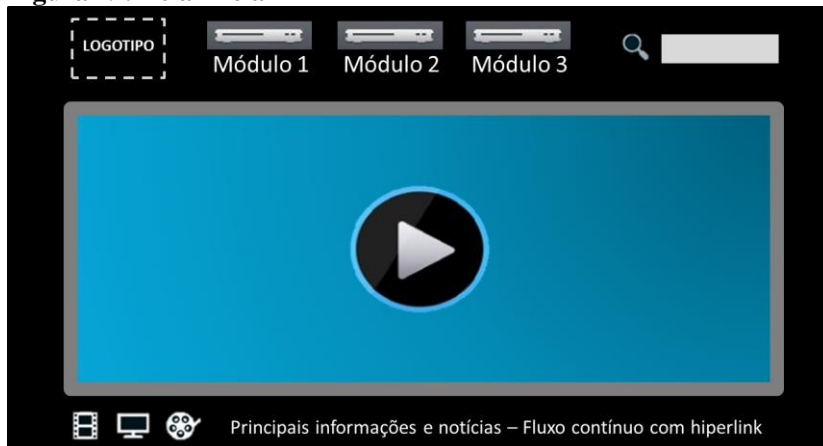 LOGOTIPO
Módulo 1 Módulo 2 Módulo 3
Principais informações e notícias – Fluxo contínuo com hiperlink